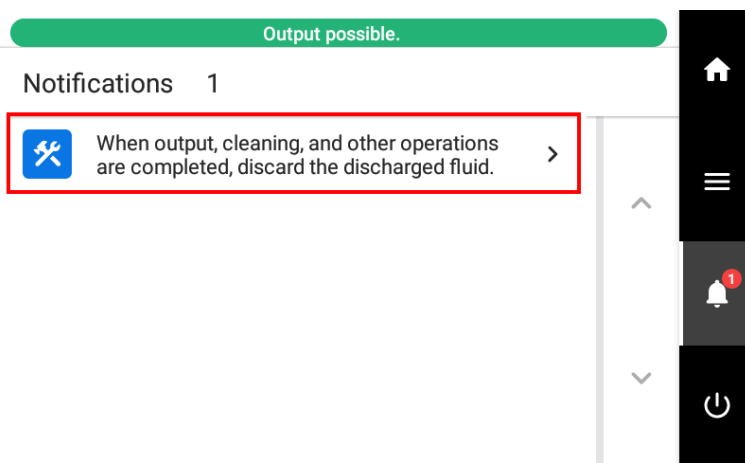 Output possible.
Notifications 1
When output, cleaning, and other operations
are completed, discard the discharged fluid.
1